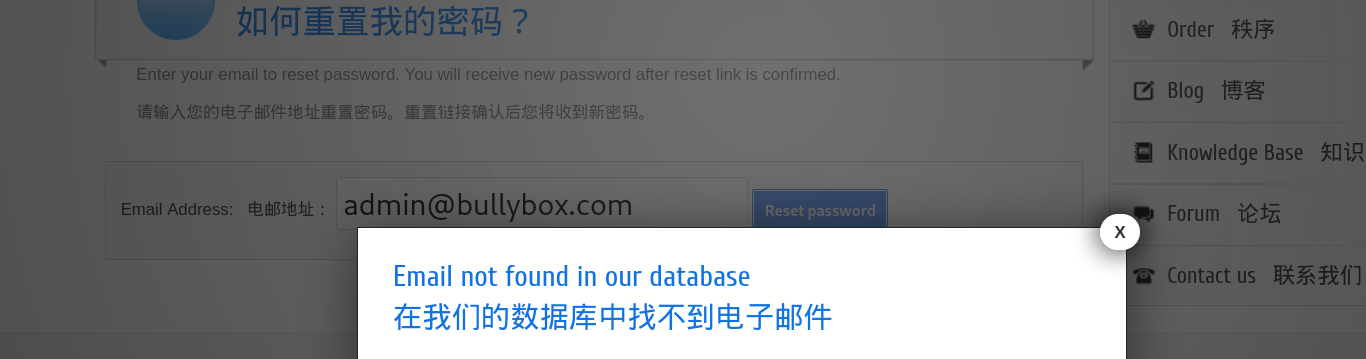 如何重置我的密码？
Enter your email to reset password. You will receive new password after reset link is confirmed.
请输入您的电子邮件地址重置密码。重置链接确认后您将收到新密码。
Email Address: 电邮地址： admin@bullybox.com Reset password
X
Email not found in our database
在我们的数据库中找不到电子邮件
Order 秩序
Blog 博客
Knowledge Base 知识
Forum 论坛
Contact us 联系我们